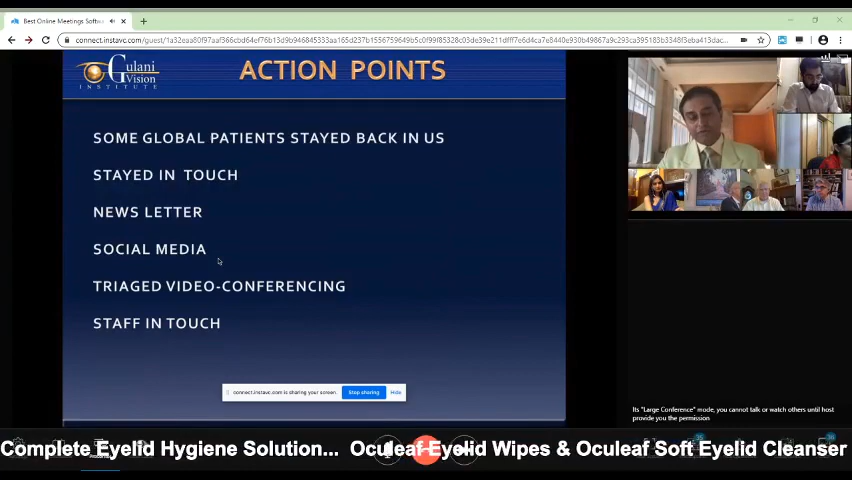 Best Online Meetings Softwa
connect.instavc.com/guest/1a32eaa80f97aaf366cbd64ef76b13d9b946845333aa165d237b1556759649b5c0f99f85328c03de39e211dfff7e6d4ca7e8440e930b49867a9c293ca395183b3348f3eba413dac...
Gulani
Vision
INSTITUTE
ACTION POINTS
SOME GLOBAL PATIENTS STAYED BACK IN US
STAYED IN TOUCH
NEWS LETTER
SOCIAL MEDIA
TRIAGED VIDEO-CONFERENCING
STAFF IN TOUCH
connect.instavc.com is sharing your screen.
Stop sharing
Hide
Its "Large Conference" mode, you cannot talk or watch others until host
provide you the permission
Complete Eyelid Hygiene Solution... Oculeaf Eyelid Wipes & Oculeaf Soft Eyelid Cleanser